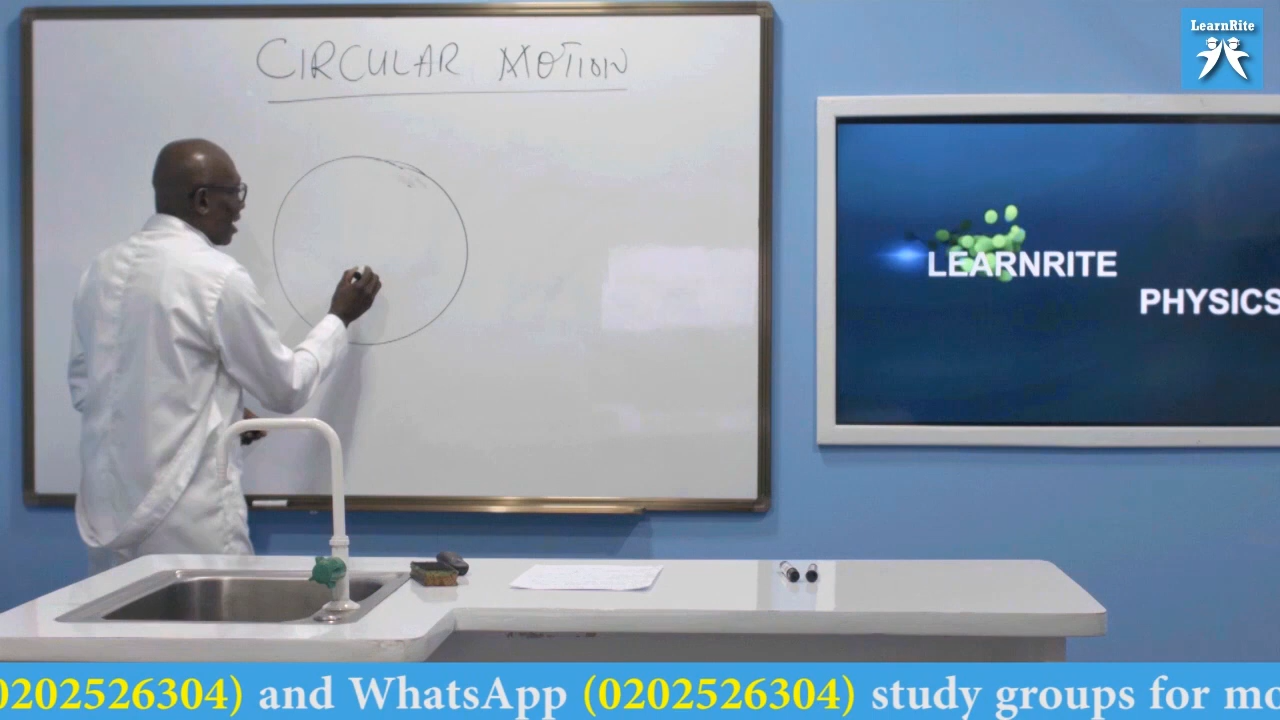 CIRCULAR MOTION
LearnRite
LEARNRITE
PHYSICS
0202526304) and WhatsApp (0202526304) study groups for mo